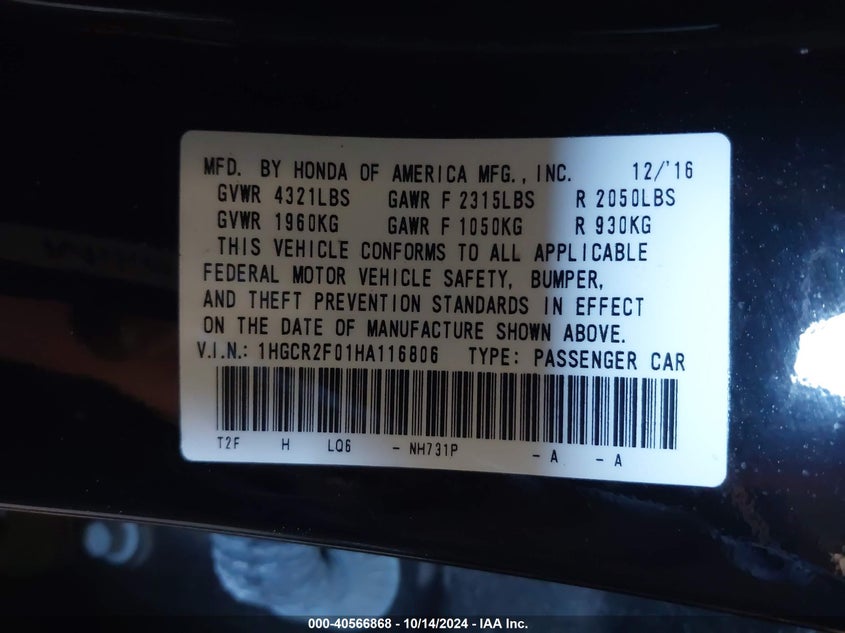 MFD. BY HONDA OF AMERICA MFG., INC. 12/'16
GVWR 4321LBS GAWR F 2315LBS R 2050LBS
GVWR 1960KG GAWR F 1050KG R 930KG
THIS VEHICLE CONFORMS TO ALL APPLICABLE
FEDERAL MOTOR VEHICLE SAFETY, BUMPER,
AND THEFT PREVENTION STANDARDS IN EFFECT
ON THE DATE OF MANUFACTURE SHOWN ABOVE.
V.I.N.: 1HGCR2F01HA116806 TYPE: PASSENGER CAR
T2F H LQ6 - NH731P - A - A
000-40566868 - 10/14/2024 - IAA Inc.